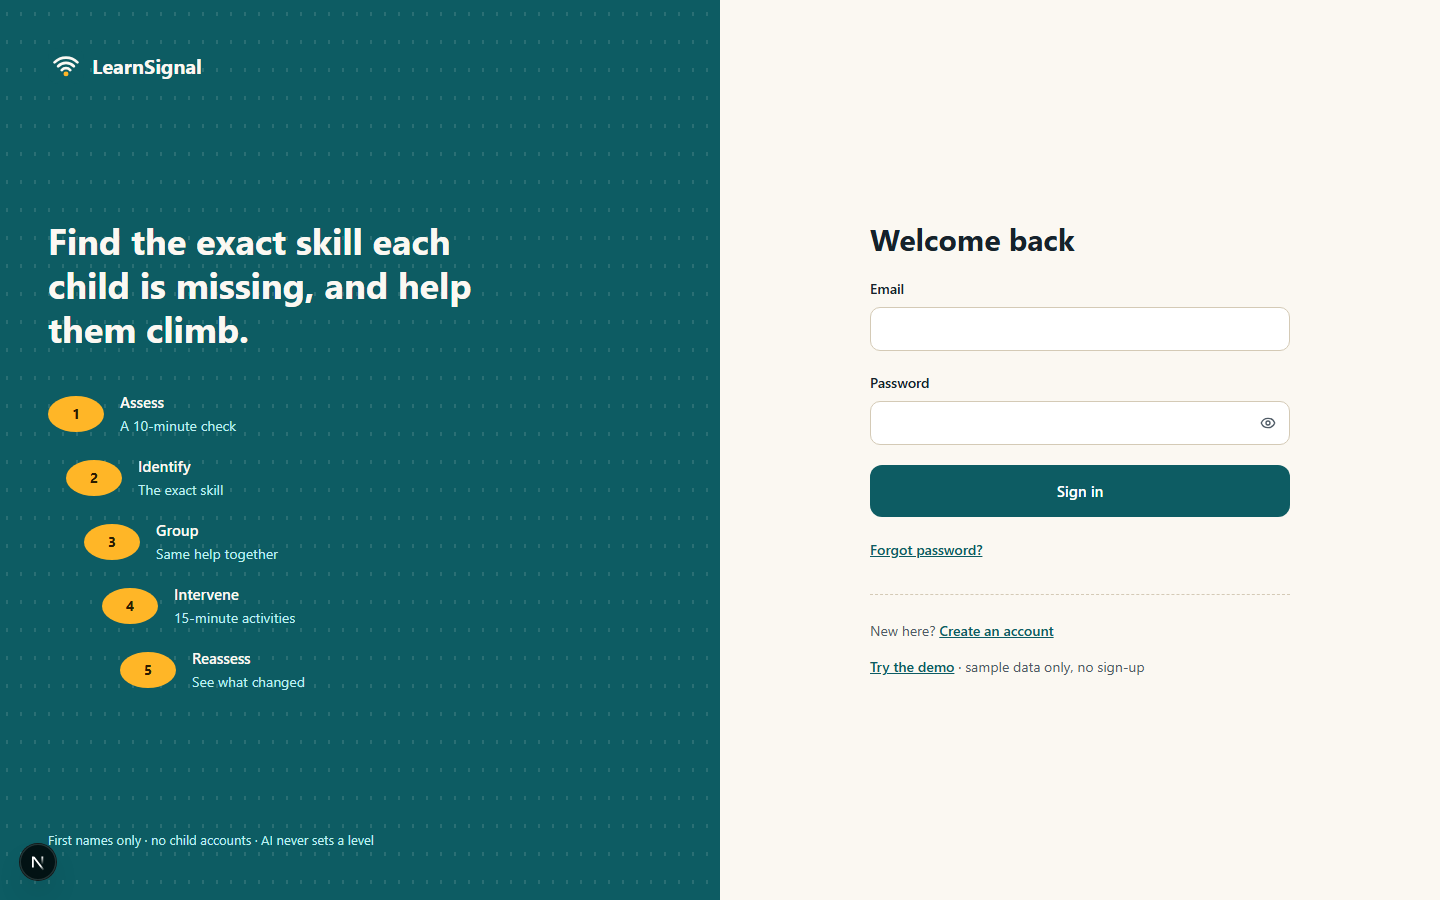 LearnSignal
Find the exact skill each
child is missing, and help
them climb.
1
Assess
A 10-minute check
2
Identify
The exact skill
3
Group
Same help together
4
Intervene
15-minute activities
5
Reassess
See what changed
First names only · no child accounts · AI never sets a level
N
Welcome back
Email
Password
Sign in
Forgot password?
New here? Create an account
Try the demo · sample data only, no sign-up